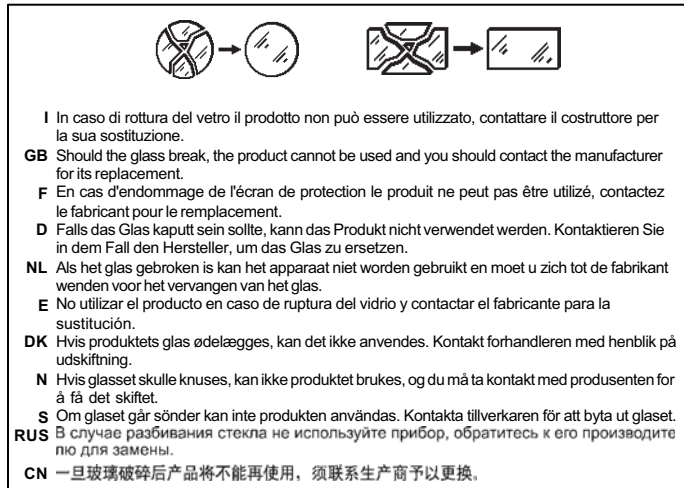 I In caso di rottura del vetro il prodotto non può essere utilizzato, contattare il costruttore per
la sua sostituzione.
GB Should the glass break, the product cannot be used and you should contact the manufacturer
for its replacement.
F En cas d'endommage de l'écran de protection le produit ne peut pas être utilizé, contactez
le fabricant pour le remplacement.
D Falls das Glas kaputt sein sollte, kann das Produkt nicht verwendet werden. Kontaktieren Sie
in dem Fall den Hersteller, um das Glas zu ersetzen.
NL Als het glas gebroken is kan het apparaat niet worden gebruikt en moet u zich tot de fabrikant
wenden voor het vervangen van het glas.
E No utilizar el producto en caso de ruptura del vidrio y contactar el fabricante para la
sustitución.
DK Hvis produktets glas ødelægges, kan det ikke anvendes. Kontakt forhandleren med henblik på
udskiftning.
N Hvis glasset skulle knuses, kan ikke produktet brukes, og du må ta kontakt med produsenten for
å få det skiftet.
S Om glaset går sönder kan inte produkten användas. Kontakta tillverkaren för att byta ut glaset.
RUS В случае разбивания стекла не используйте прибор, обратитесь к его производите
лю для замены.
CN 一旦玻璃破碎后产品将不能再使用，须联系生产商予以更换。